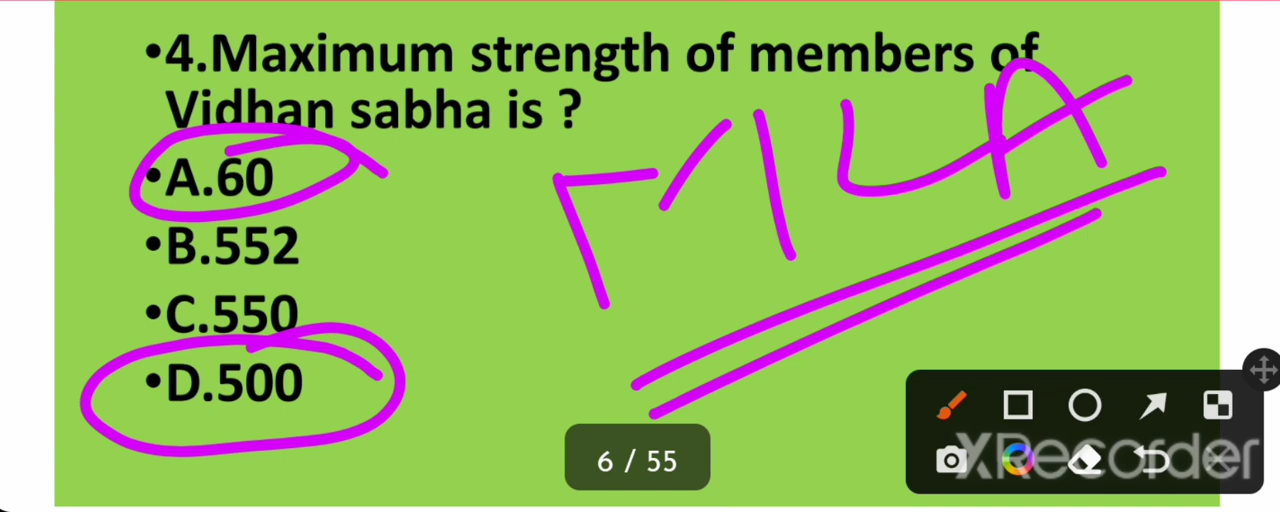 •4.Maximum strength of members of
Vidhan sabha is ?
MLA
•A.60
•B.552
•C.550
•D.500
6 / 55
XRecorder